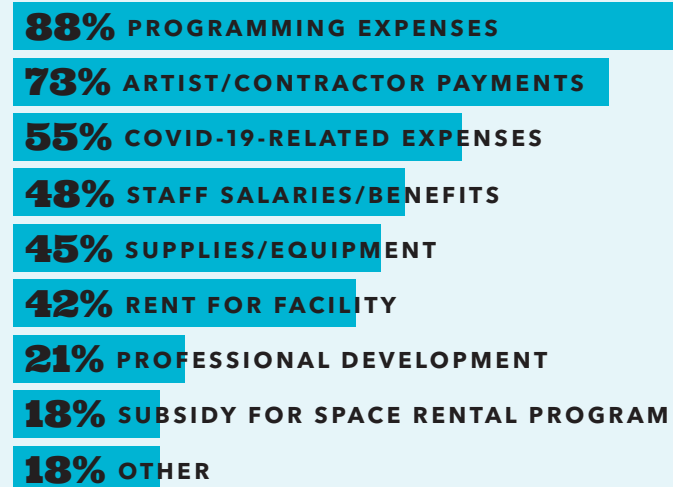 88% PROGRAMMING EXPENSES
73% ARTIST/CONTRACTOR PAYMENTS
55% COVID-19-RELATED EXPENSES
48% STAFF SALARIES/BENEFITS
45% SUPPLIES/EQUIPMENT
42% RENT FOR FACILITY
21% PROFESSIONAL DEVELOPMENT
18% SUBSIDY FOR SPACE RENTAL PROGRAM
18% OTHER